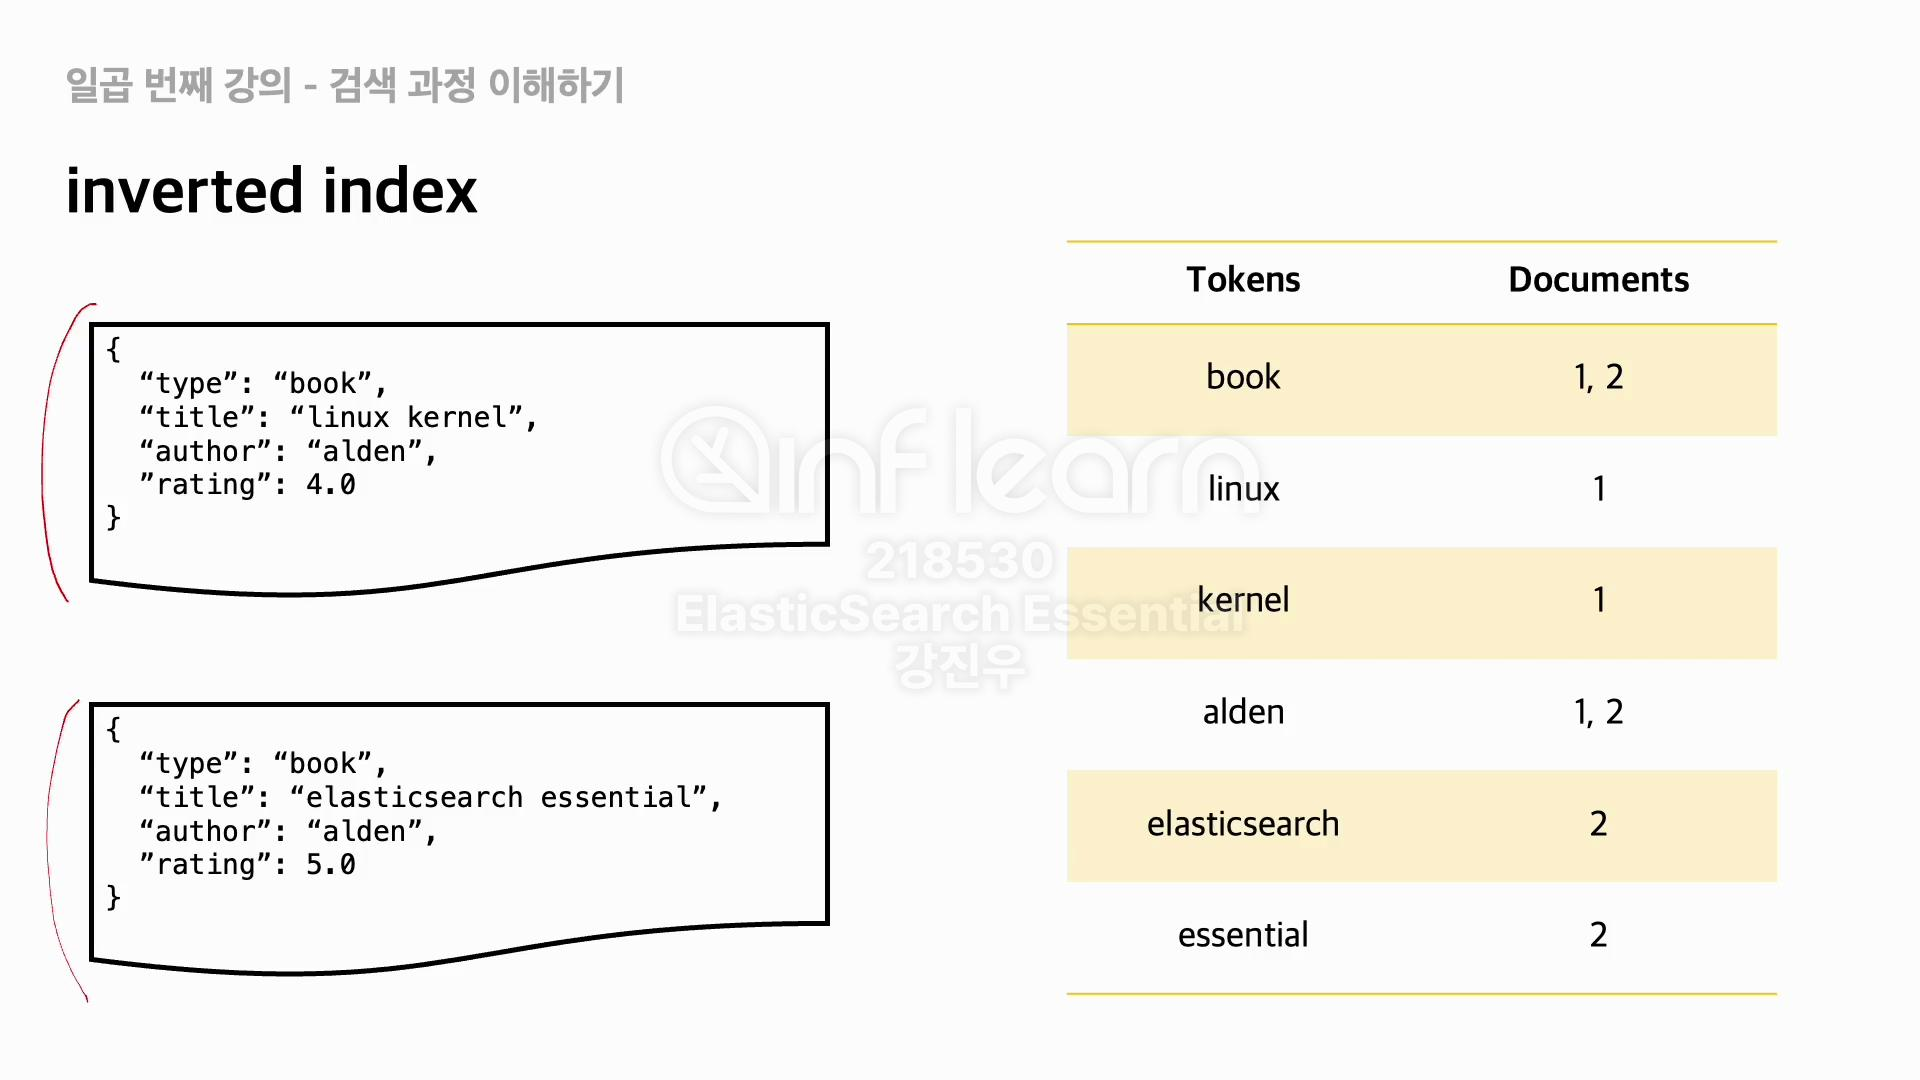 일곱 번째 강의 - 검색 과정 이해하기
inverted index
{
“type”: “book”,
“title”: “linux kernel”,
“author”: “alden”,
”rating”: 4.0
}
{
“type”: “book”,
“title”: “elasticsearch essential”,
“author”: “alden”,
”rating”: 5.0
}
Tokens Documents
book 1, 2
linux 1
kernel 1
alden 1, 2
elasticsearch 2
essential 2
inflearn
218530
ElasticSearch Essential
강진우